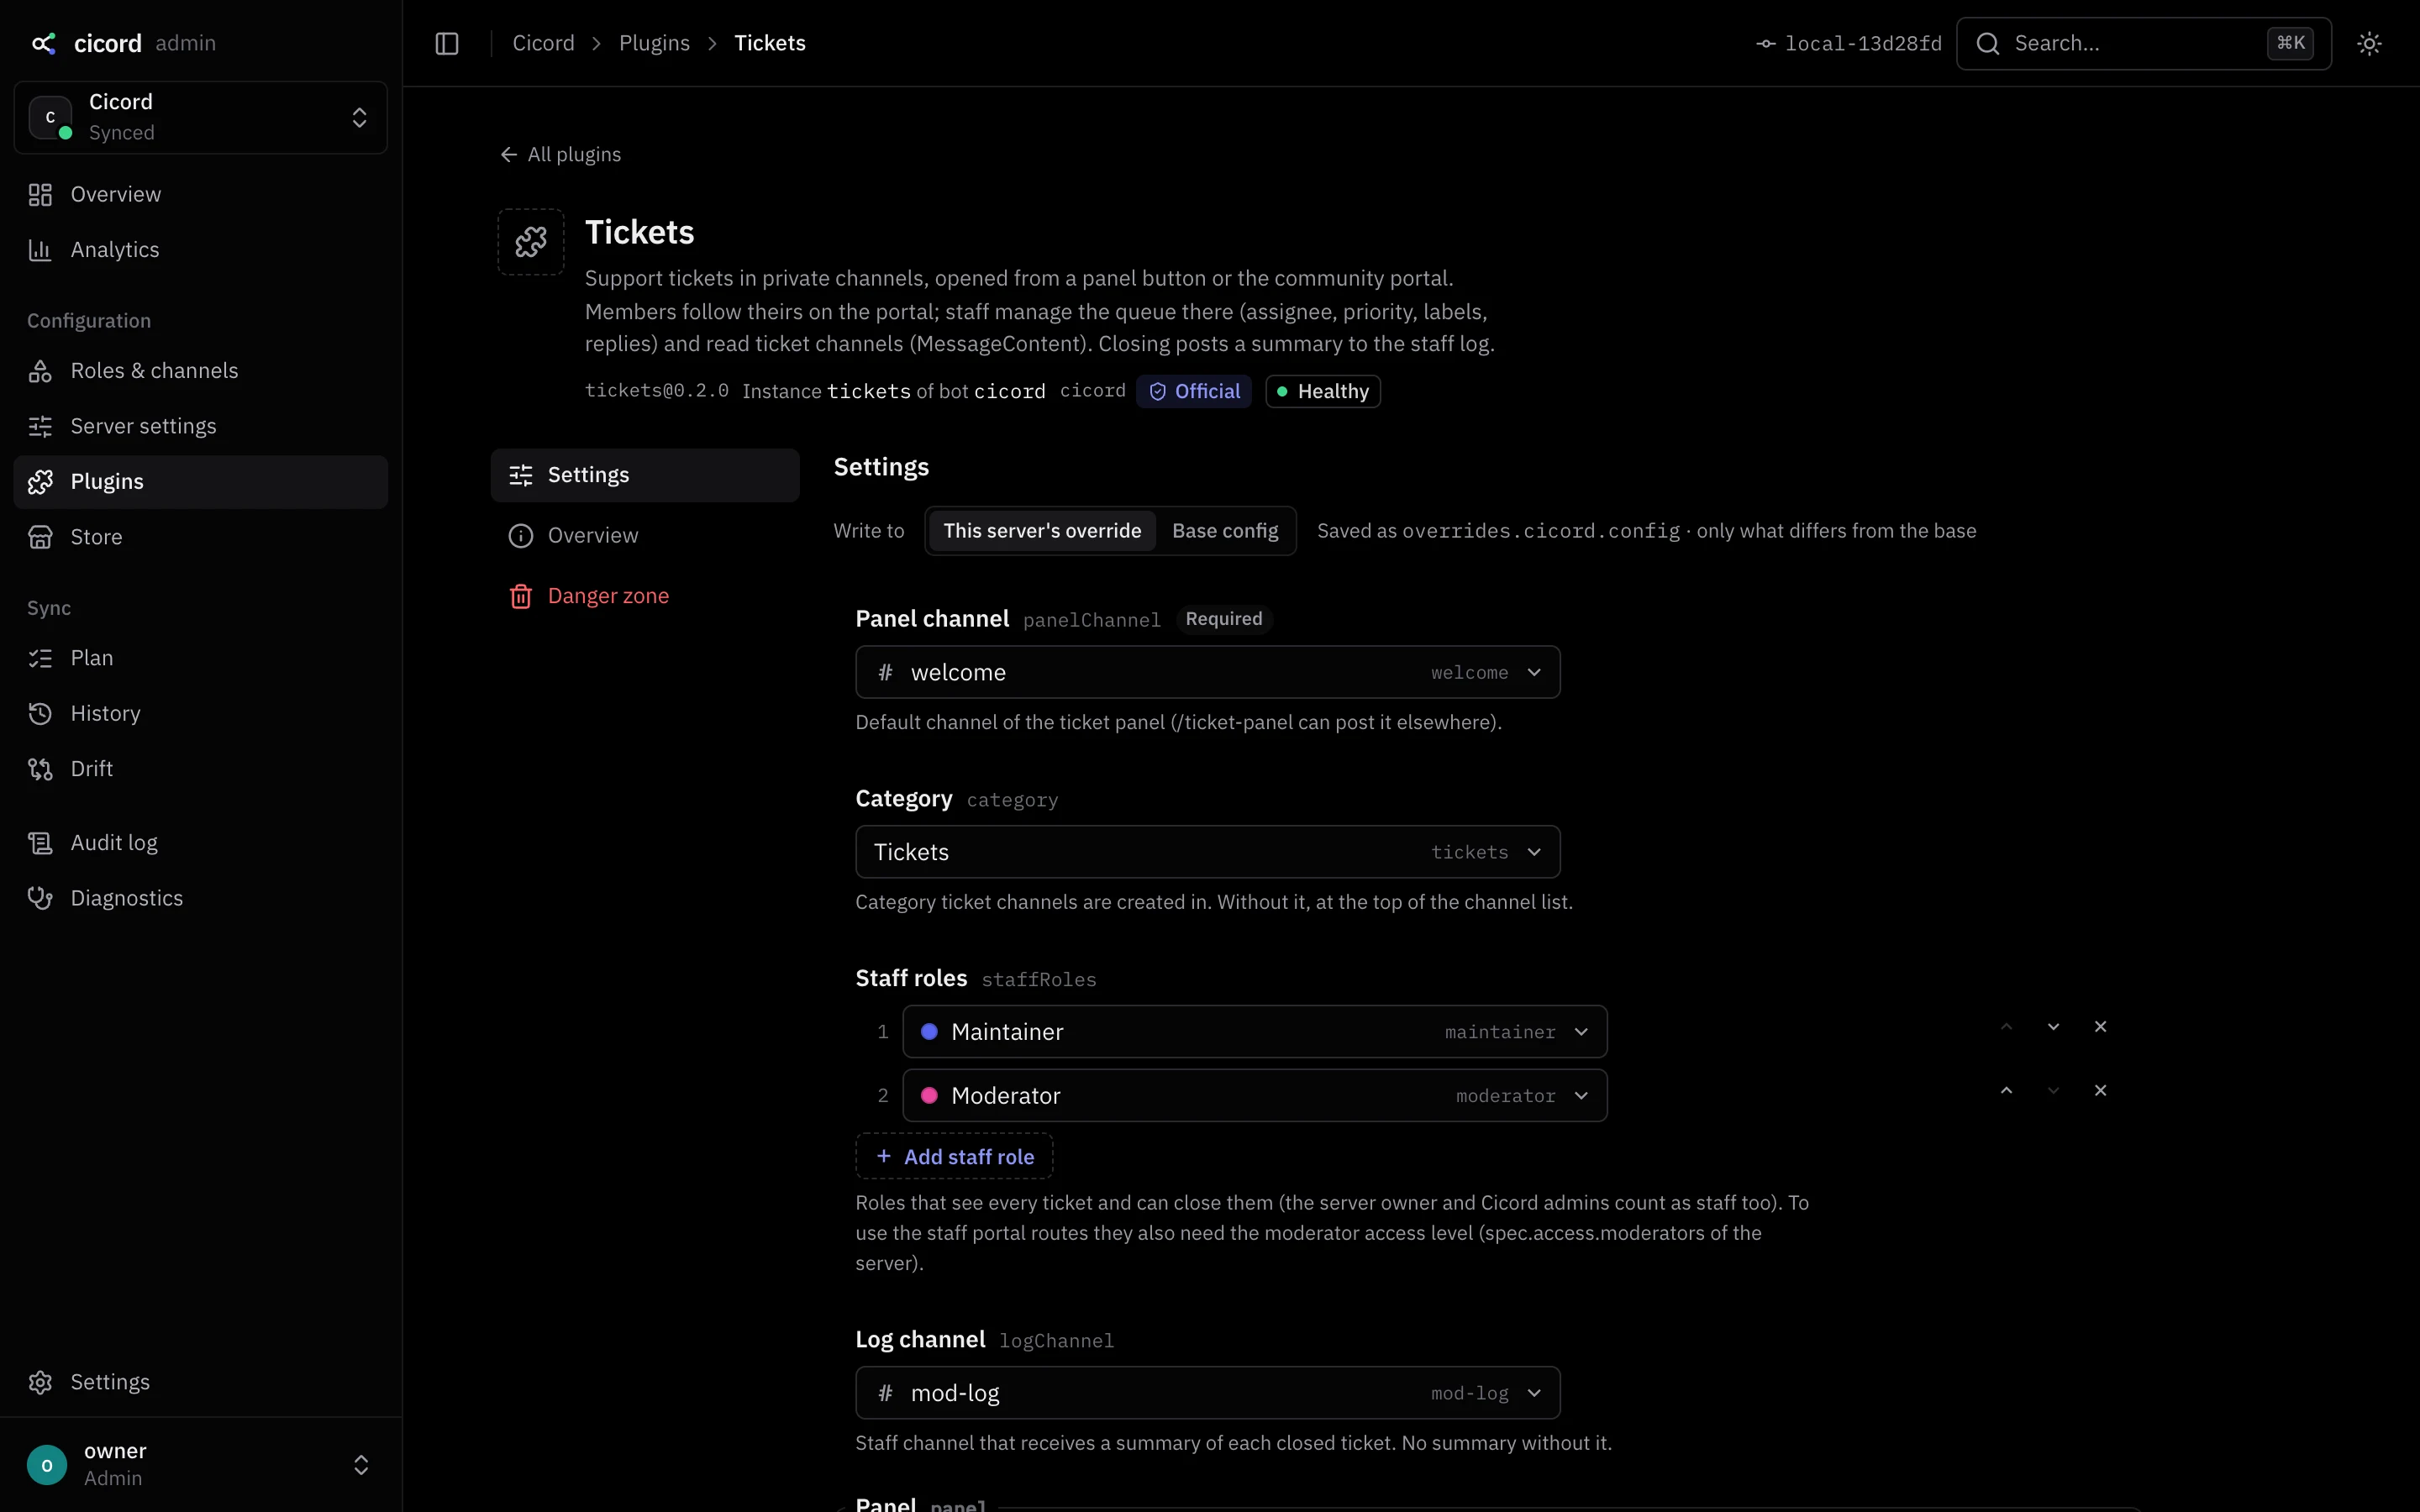 cicord admin
C
Cicord
Synced
Overview
Analytics
Configuration
Roles & channels
Server settings
Plugins
Store
Sync
Plan
History
Drift
Audit log
Diagnostics
Settings
o
owner
Admin
Cicord > Plugins > Tickets
local-13d28fd
Search...
⌘K
All plugins
Tickets
Support tickets in private channels, opened from a panel button or the community portal.
Members follow theirs on the portal; staff manage the queue there (assignee, priority, labels,
replies) and read ticket channels (MessageContent). Closing posts a summary to the staff log.
tickets@0.2.0 Instance tickets of bot cicord cicord Official Healthy
Settings
Overview
Danger zone
Settings
Write to This server's override Base config Saved as overrides.cicord.config · only what differs from the base
Panel channel panelChannel Required
# welcome welcome
Default channel of the ticket panel (/ticket-panel can post it elsewhere).
Category category
Tickets tickets
Category ticket channels are created in. Without it, at the top of the channel list.
Staff roles staffRoles
1 Maintainer maintainer
2 Moderator moderator
+ Add staff role
Roles that see every ticket and can close them (the server owner and Cicord admins count as staff too). To
use the staff portal routes they also need the moderator access level (spec.access.moderators of the
server).
Log channel logChannel
# mod-log mod-log
Staff channel that receives a summary of each closed ticket. No summary without it.
Panel panel